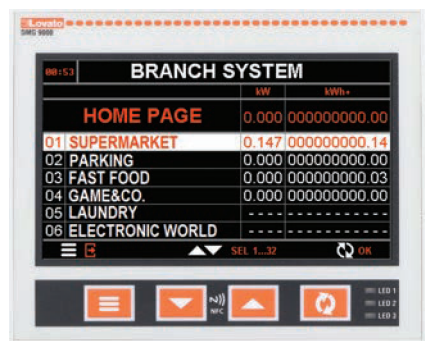 Lovato
DMG 9000
00:53 BRANCH SYSTEM
kW kWh+
HOME PAGE 0.000 000000000.00
01 SUPERMARKET 0.147 000000000.14
02 PARKING 0.000 000000000.00
03 FAST FOOD 0.000 000000000.03
04 GAME&CO. 0.000 000000000.00
05 LAUNDRY ---- ------------
06 ELECTRONIC WORLD ---- ------------
SEL 1...32 OK
NFC
LED 1
LED 2
LED 3